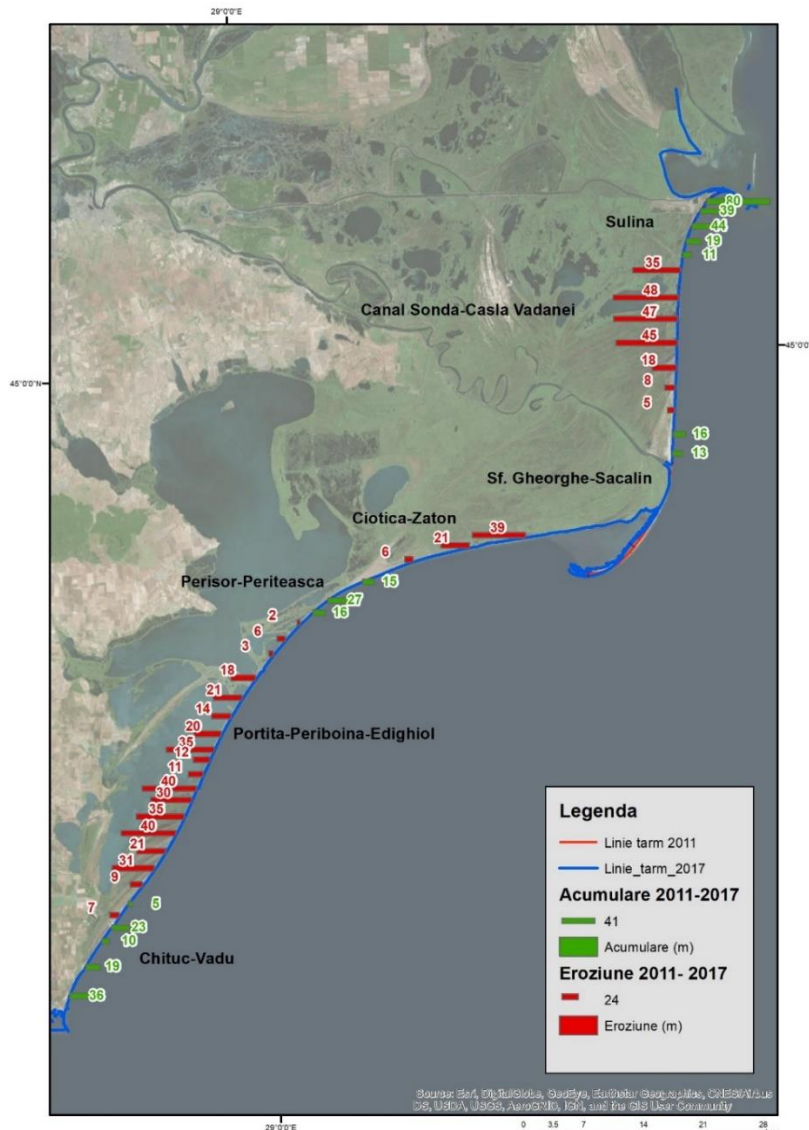 29°0'0"E
80
39
Sulina
44
19
11
35
48
Canal Sonda-Casla Vadanei
47
45
45°0'0"
18
45°0'0"N
8
5
16
13
Sf. Gheorghe-Sacalin
Ciotica-Zaton
39
21
6
Perisor-Periteasca
15
27
16
2
6
3
18
21
14
Portita-Periboina-Edighiol
20
35
12
11
40
30
35
40
21
31
9
5
7
23
10
Chituc-Vadu
19
36
Legenda
Linie tarm 2011
Linie_tarm_2017
Acumulare 2011-2017
41
Acumulare (m)
Eroziune 2011- 2017
24
Eroziune (m)
Source: Esri, DigitalGlobe, GeoEye, Earthstar Geographics, CNES/Airbus
DS, USDA, USGS, AeroGRID, IGN, and the GIS User Community
29°0'0"E
0 3.5 7 14 21 28